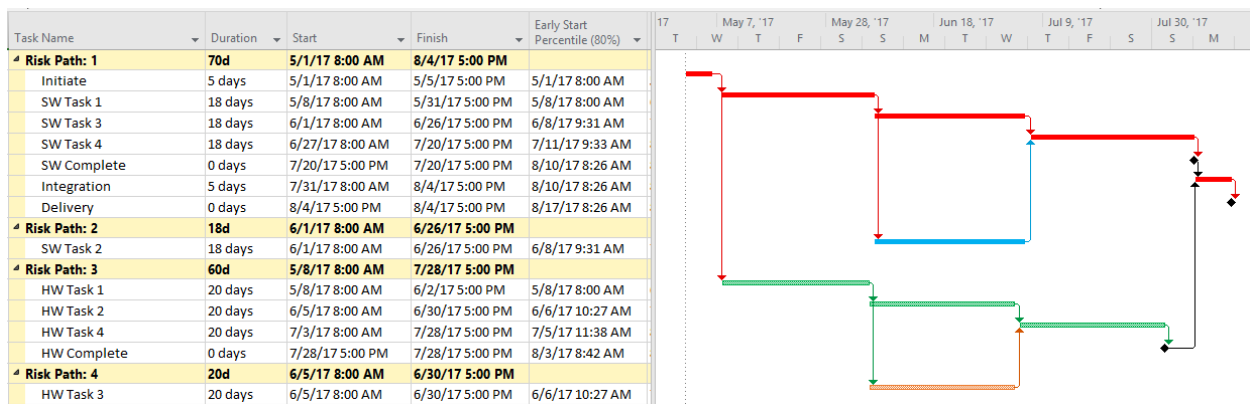 Early Start 17 May 7, '17 May 28, '17 Jun 18, '17 Jul 9, '17 Jul 30, '17
Task Name Duration Start Finish Percentile (80%) T W T F S S M T W T F S S M
Risk Path: 1 70d 5/1/17 8:00 AM 8/4/17 5:00 PM
Initiate 5 days 5/1/17 8:00 AM 5/5/17 5:00 PM 5/1/17 8:00 AM
SW Task 1 18 days 5/8/17 8:00 AM 5/31/17 5:00 PM 5/8/17 8:00 AM
SW Task 3 18 days 6/1/17 8:00 AM 6/26/17 5:00 PM 6/8/17 9:31 AM
SW Task 4 18 days 6/27/17 8:00 AM 7/20/17 5:00 PM 7/11/17 9:33 AM
SW Complete 0 days 7/20/17 5:00 PM 7/20/17 5:00 PM 8/10/17 8:26 AM
Integration 5 days 7/31/17 8:00 AM 8/4/17 5:00 PM 8/10/17 8:26 AM
Delivery 0 days 8/4/17 5:00 PM 8/4/17 5:00 PM 8/17/17 8:26 AM
Risk Path: 2 18d 6/1/17 8:00 AM 6/26/17 5:00 PM
SW Task 2 18 days 6/1/17 8:00 AM 6/26/17 5:00 PM 6/8/17 9:31 AM
Risk Path: 3 60d 5/8/17 8:00 AM 7/28/17 5:00 PM
HW Task 1 20 days 5/8/17 8:00 AM 6/2/17 5:00 PM 5/8/17 8:00 AM
HW Task 2 20 days 6/5/17 8:00 AM 6/30/17 5:00 PM 6/6/17 10:27 AM
HW Task 4 20 days 7/3/17 8:00 AM 7/28/17 5:00 PM 7/5/17 11:38 AM
HW Complete 0 days 7/28/17 5:00 PM 7/28/17 5:00 PM 8/3/17 8:42 AM
Risk Path: 4 20d 6/5/17 8:00 AM 6/30/17 5:00 PM
HW Task 3 20 days 6/5/17 8:00 AM 6/30/17 5:00 PM 6/6/17 10:27 AM